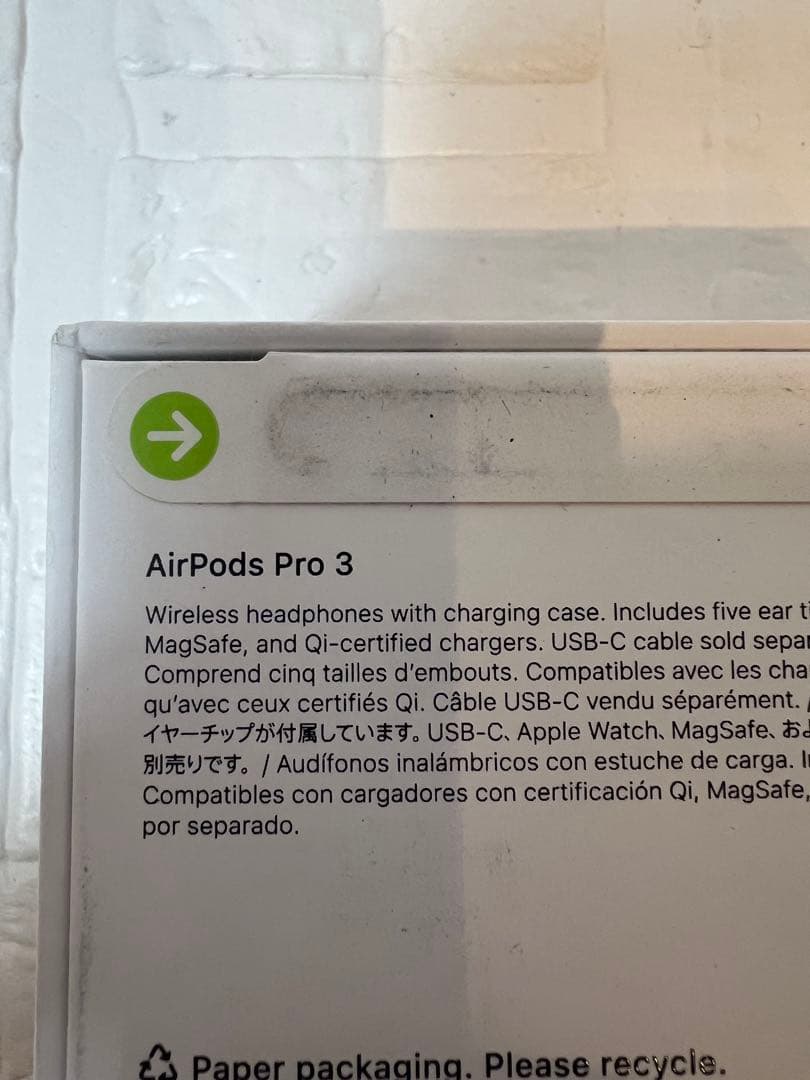 AirPods Pro 3
Wireless headphones with charging case. Includes five ear
MagSafe, and Qi-certified chargers. USB-C cable sold
Comprend cinq tailles d’embouts. Compatibles avec les
qu’avec ceux certifiés Qi. Câble USB-C vendu séparément. /
イヤーチップが付属しています。USB-C、Apple Watch、MagSafe、
別売りです。 / Audífonos inalámbricos con estuche de carga.
Compatibles con cargadores con certificación Qi, MagSafe,
por separado.
Paper packaging. Please recycle.